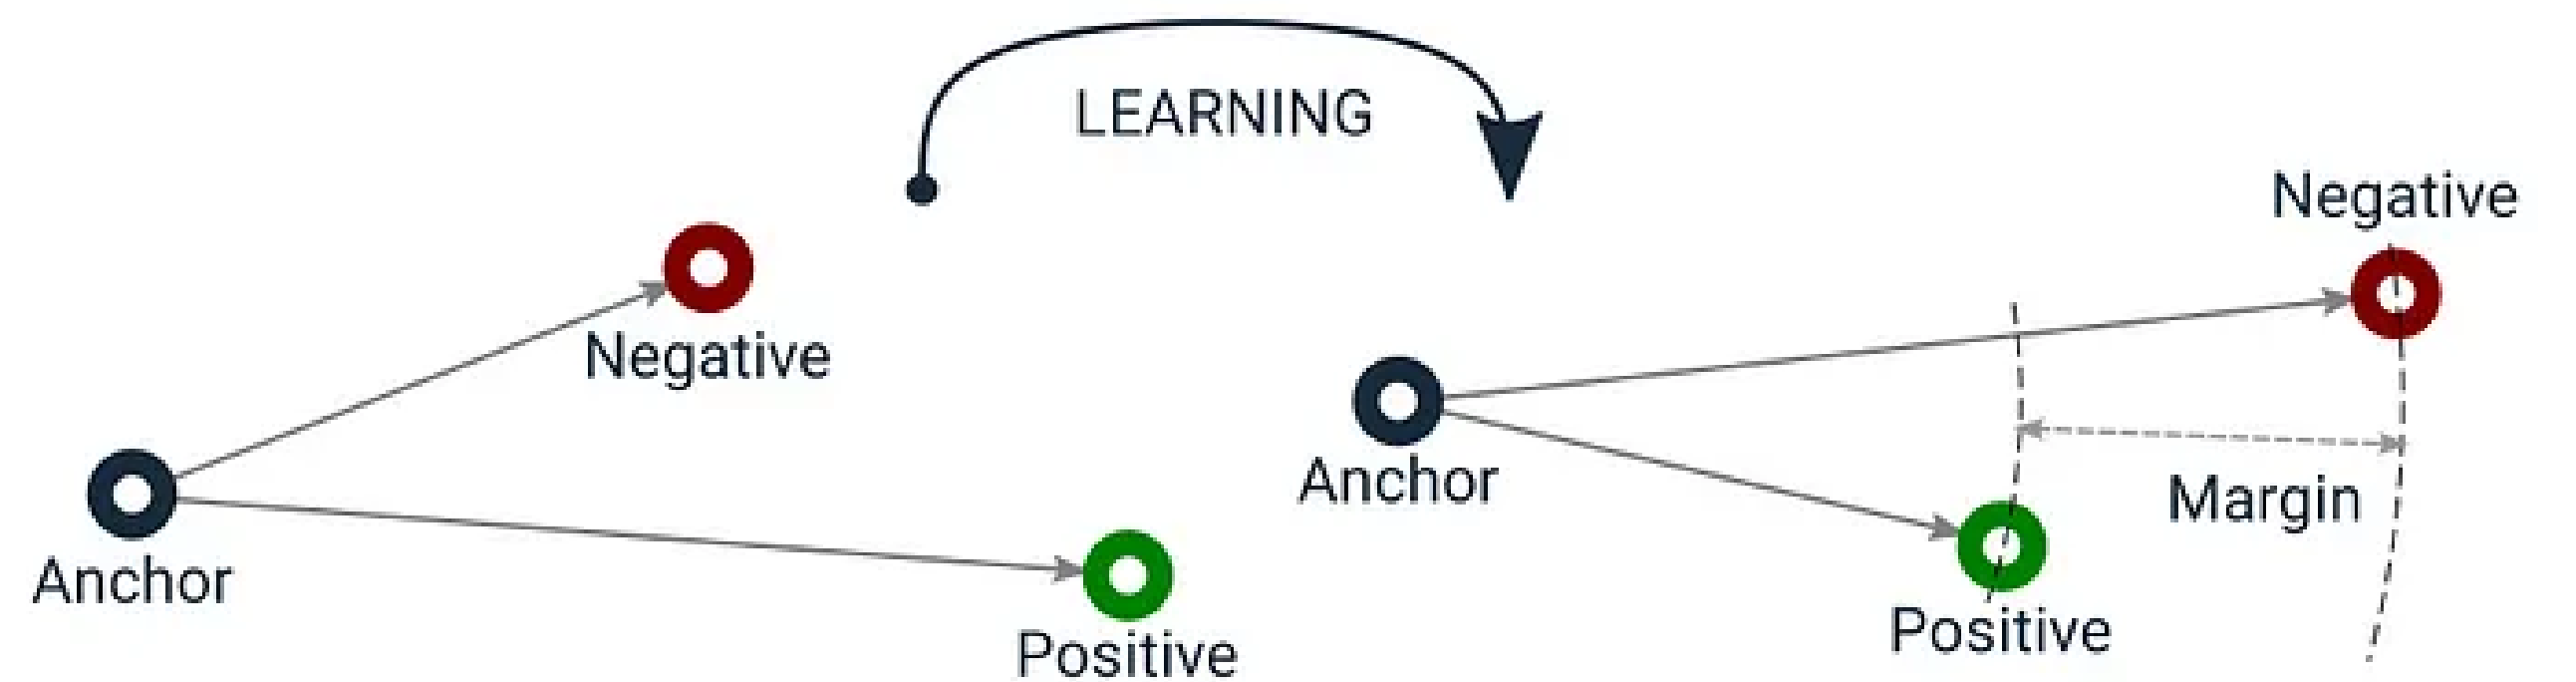 LEARNING
Negative
Anchor
Positive
Negative
Anchor
Margin
Positive